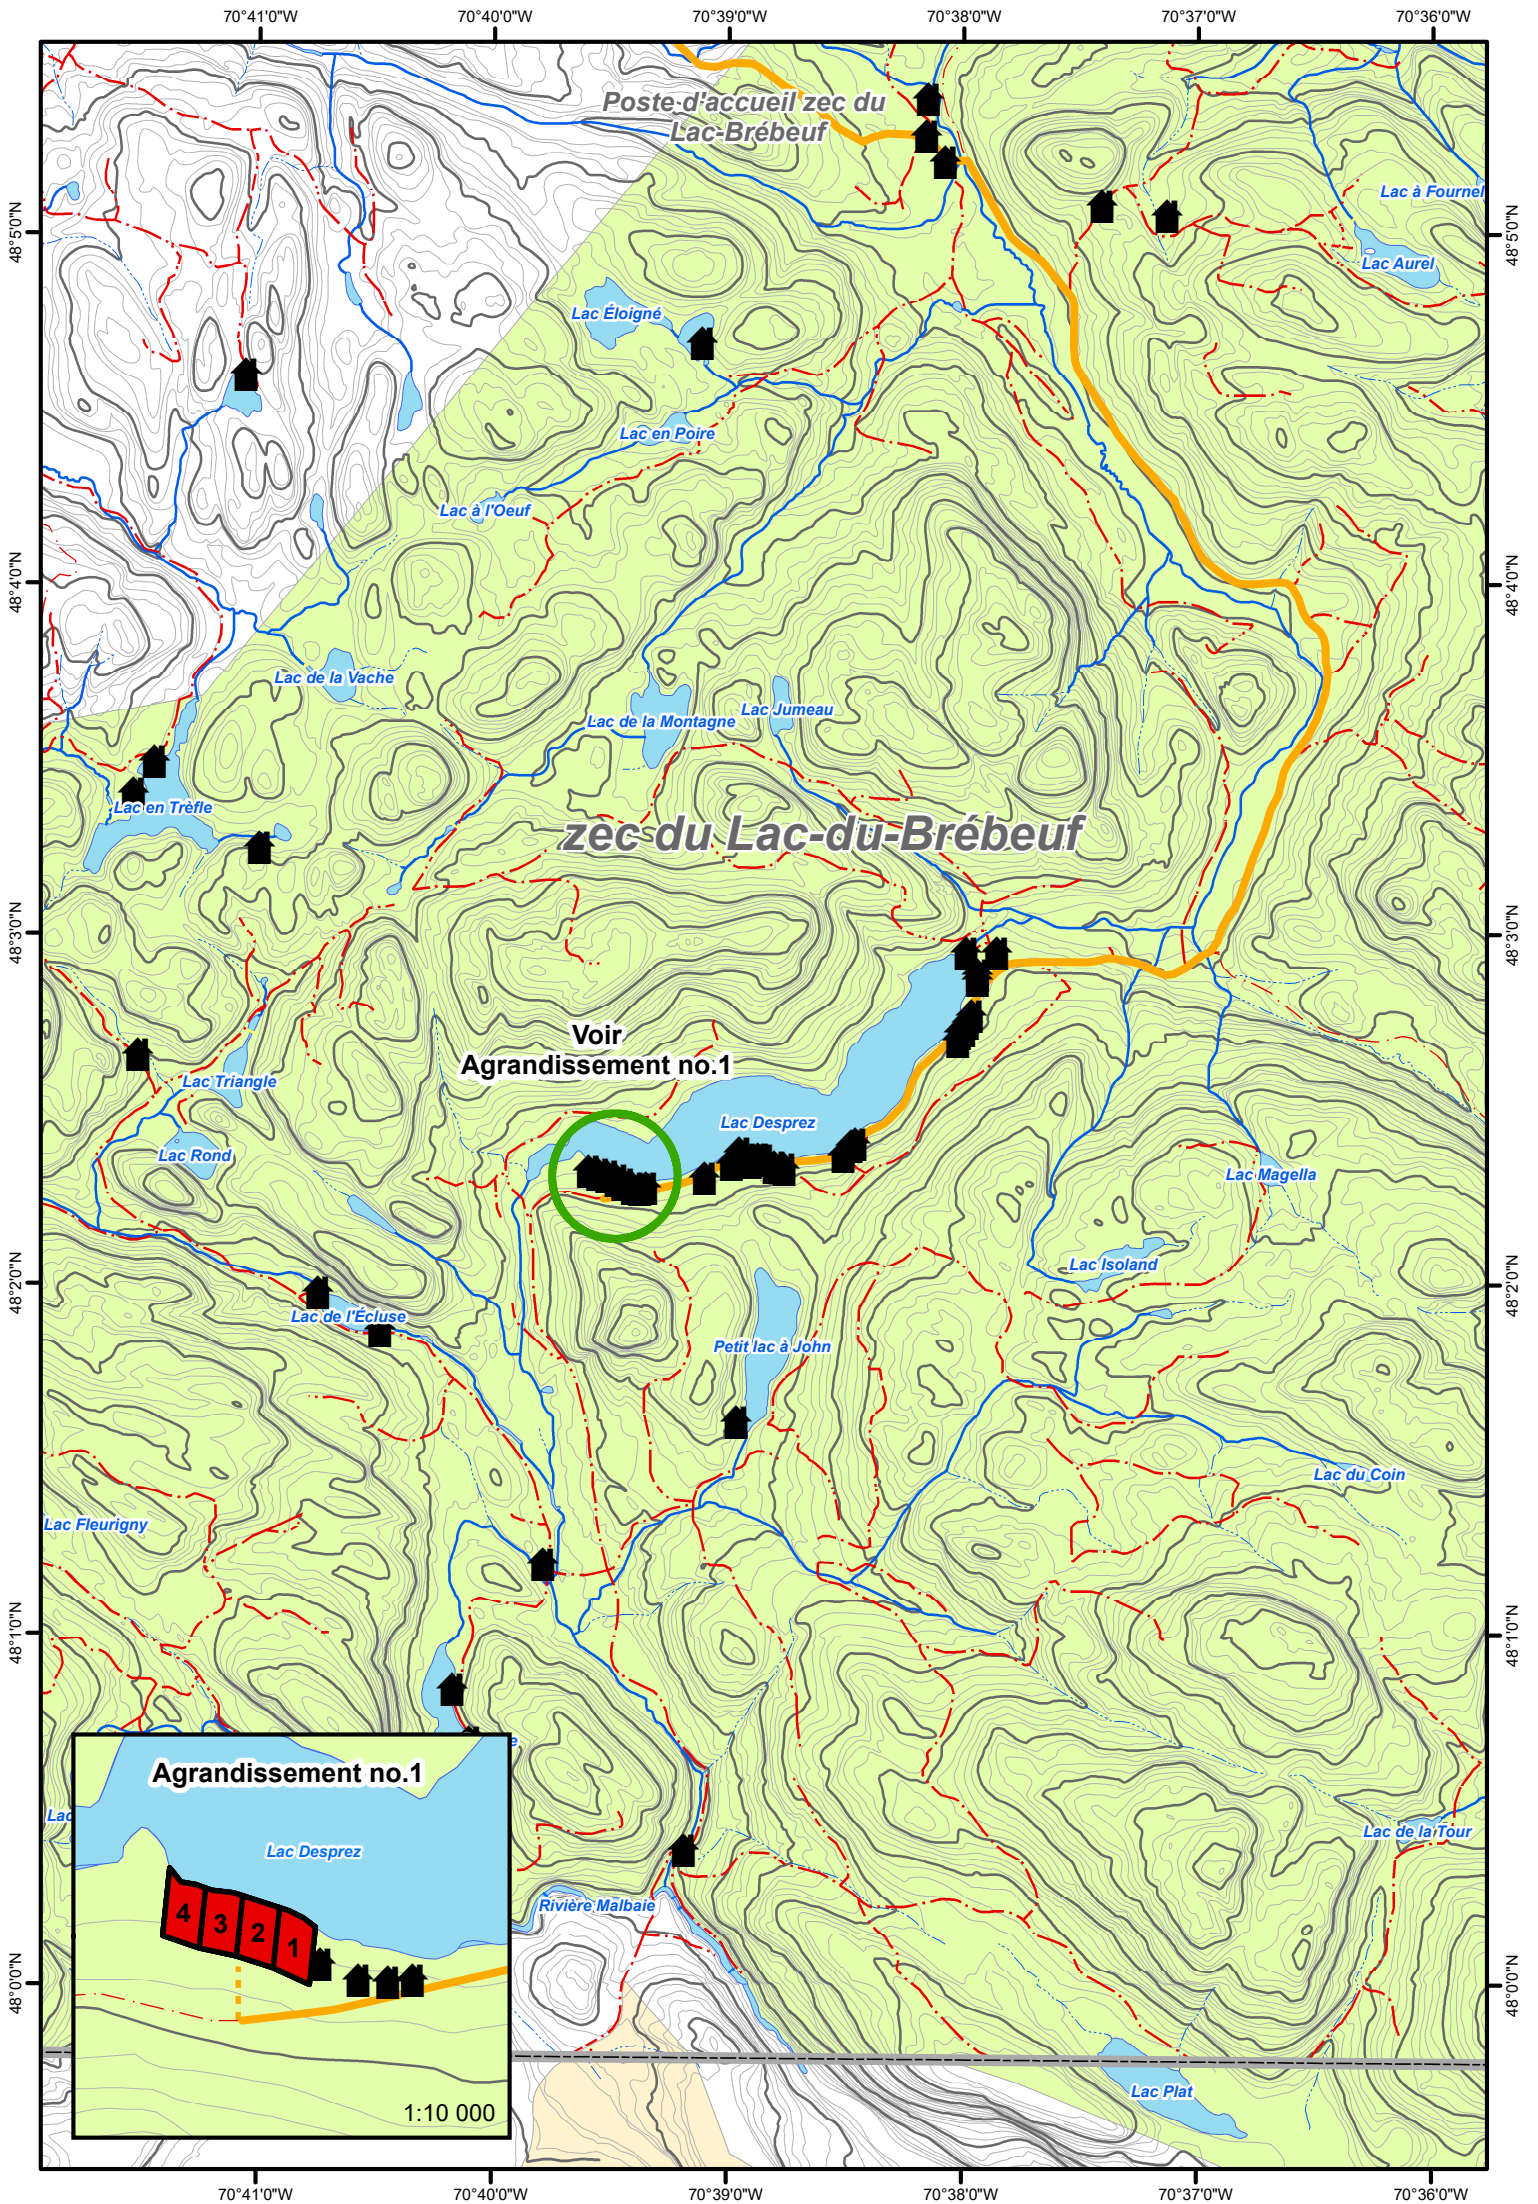 70°41'0"W 70°40'0"W 70°39'0"W 70°38'0"W 70°37'0"W 70°36'0"W
Poste d'accueil zec du
Lac-Brébeuf
Lac à Fournel
48°5'0"N 48°5'0"N
Lac Aurel
Lac Éloigné
Lac en Poire
Lac à l'Oeuf
48°4'0"N 48°4'0"N
Lac de la Vache
Lac de la Montagne
Lac Jumeau
Lac en Trèfle
zec du Lac-du-Brébeuf
48°3'0"N 48°3'0"N
Voir
Agrandissement no.1
Lac Triangle
Lac Desprez
Lac Rond
Lac Magella
Lac Isoland
48°2'0"N 48°2'0"N
Lac de l'Écluse
Petit lac à John
Lac du Coin
Lac Fleurigny
48°1'0"N 48°1'0"N
e
Agrandissement no.1
Lac
Lac de la Tour
Lac Desprez
Rivière Malbaie
4 3 2 1
48°0'0"N 48°0'0"N
Lac Plat
1:10 000
70°41'0"W 70°40'0"W 70°39'0"W 70°38'0"W 70°37'0"W 70°36'0"W